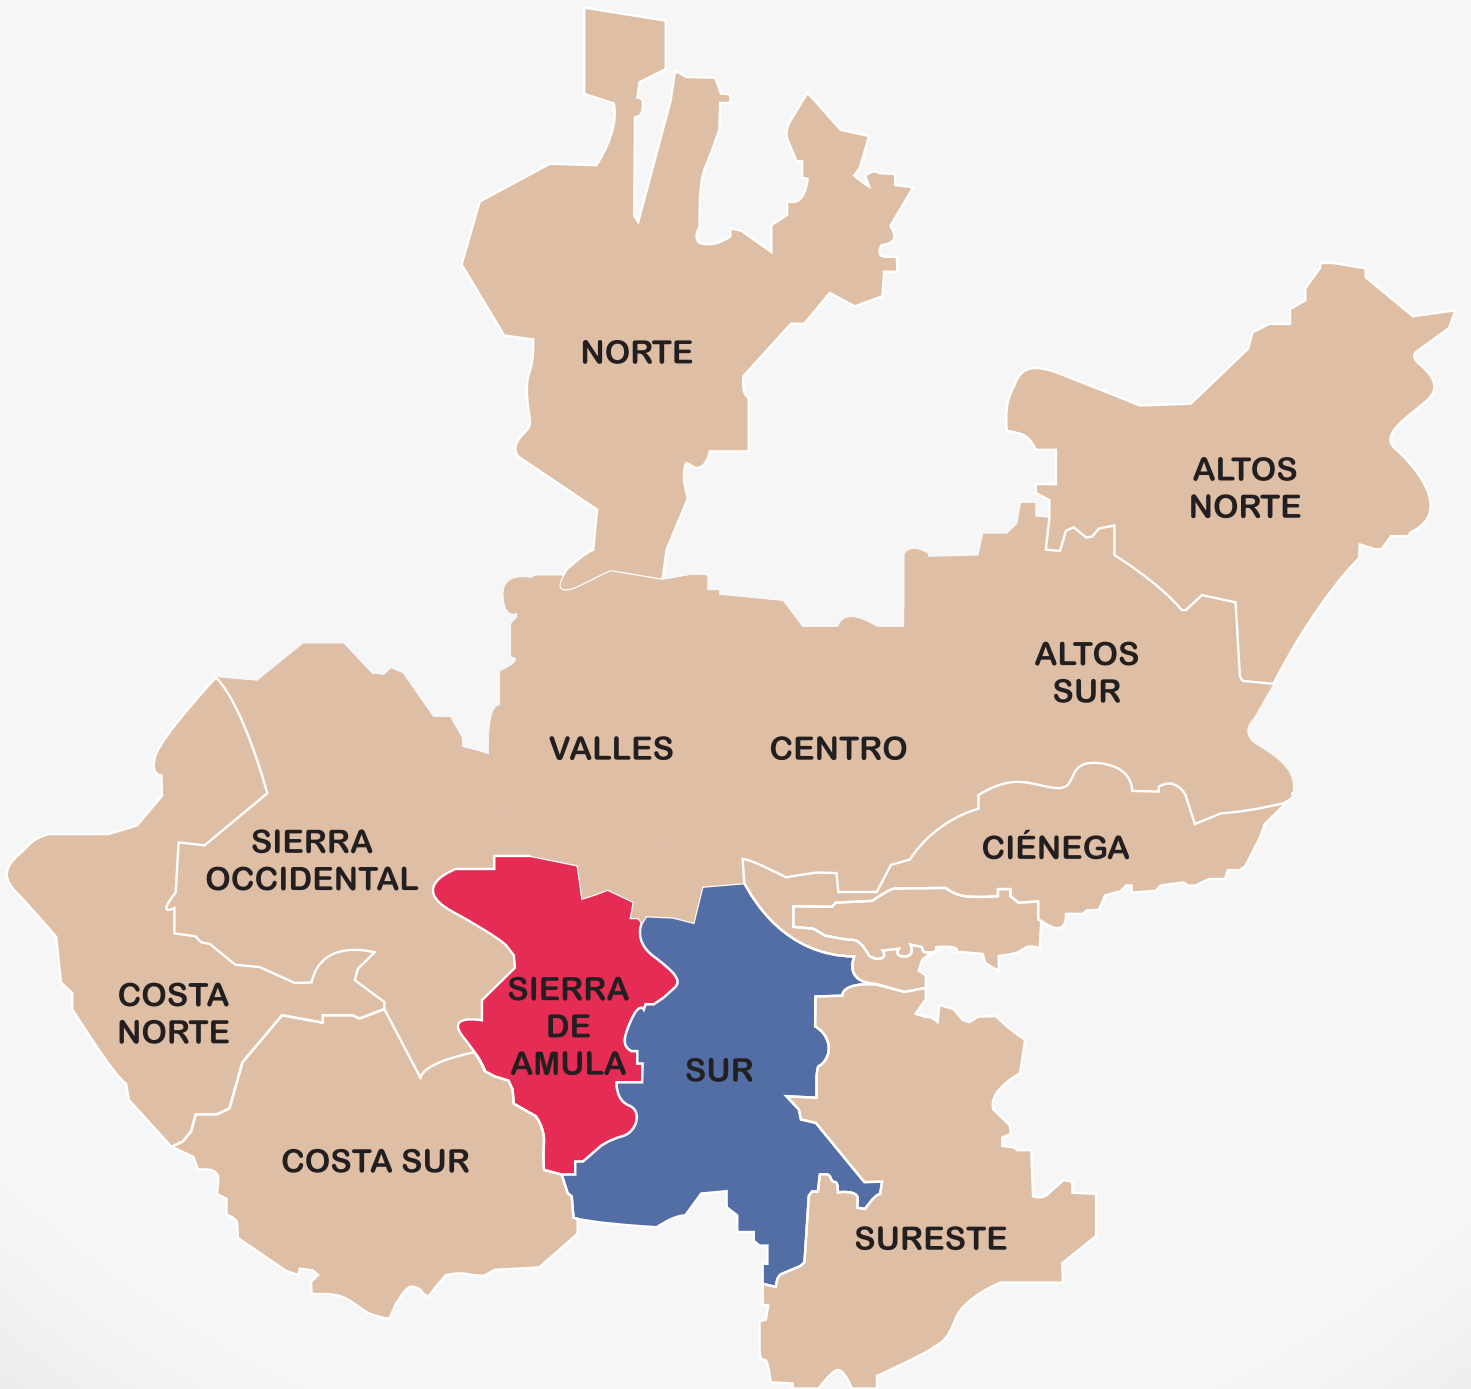 NORTE
ALTOS
NORTE
ALTOS
SUR
VALLES
CENTRO
SIERRA
OCCIDENTAL
CIÉNEGA
COSTA
NORTE
SIERRA
DE
AMULA
SUR
COSTA SUR
SURESTE